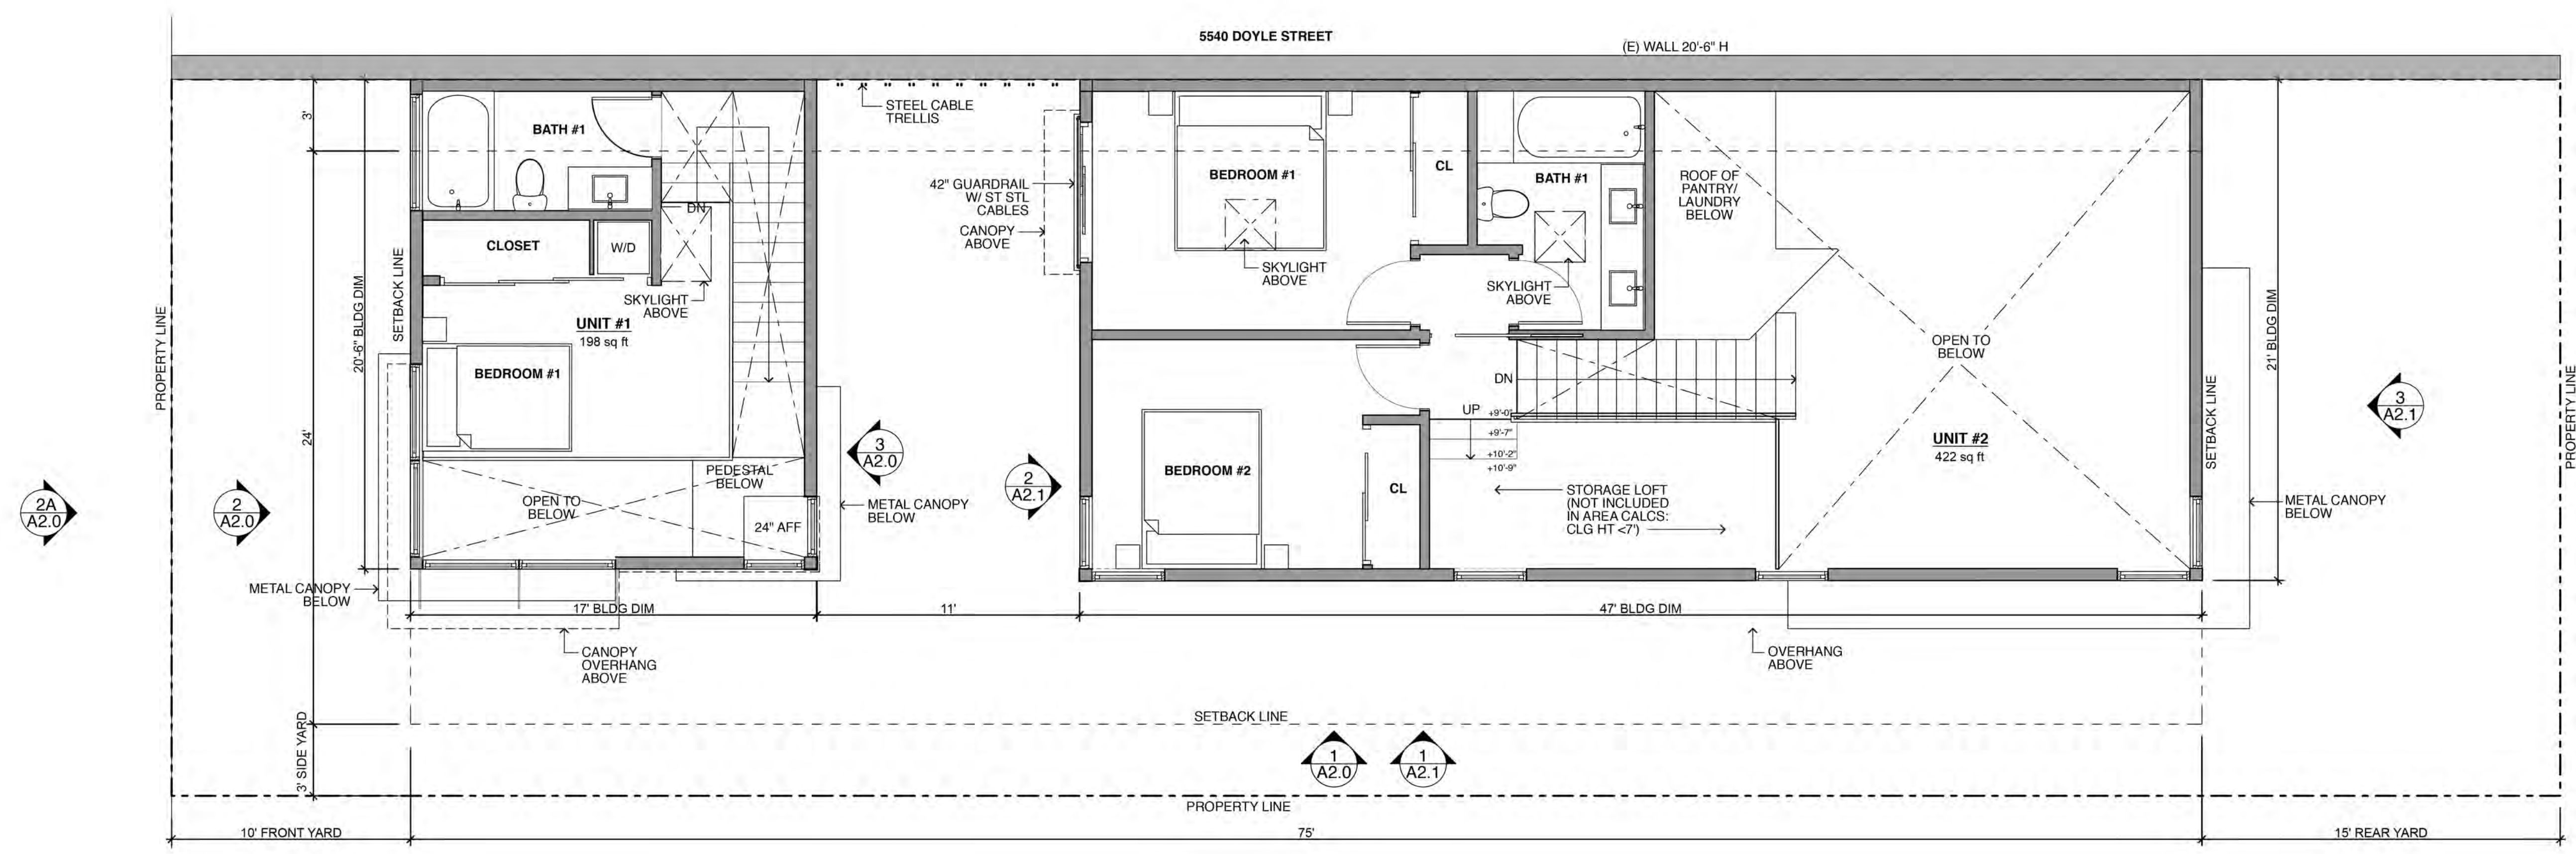 5540 DOYLE STREET
(E) WALL 20'-6" H
3'
STEEL CABLE
TRELLIS
BATH #1
42" GUARDRAIL
W/ ST STL
CABLES
CANOPY
ABOVE
BEDROOM #1
CL
BATH #1
ROOF OF
PANTRY/
LAUNDRY
BELOW
DN
CLOSET
W/D
SKYLIGHT
ABOVE
SKYLIGHT
ABOVE
SKYLIGHT
ABOVE
PROPERTY LINE
20'-6" BLDG DIM
SETBACK LINE
UNIT #1
198 sq ft
BEDROOM #1
OPEN TO
BELOW
21' BLDG DIM
DN
UP
+9'-0"
+9'-7"
+10'-2"
+10'-9"
24'
3
A2.0
2
A2.1
BEDROOM #2
CL
UNIT #2
422 sq ft
SETBACK LINE
3
A2.1
PROPERTY LINE
2A
A2.0
2
A2.0
PEDESTAL
BELOW
OPEN TO
BELOW
24" AFF
METAL CANOPY
BELOW
STORAGE LOFT
(NOT INCLUDED
IN AREA CALCS:
CLG HT <7')
METAL CANOPY
BELOW
METAL CANOPY
BELOW
17' BLDG DIM
11'
47' BLDG DIM
CANOPY
OVERHANG
ABOVE
OVERHANG
ABOVE
SETBACK LINE
3' SIDE YARD
1
A2.0
1
A2.1
PROPERTY LINE
10' FRONT YARD
75'
15' REAR YARD